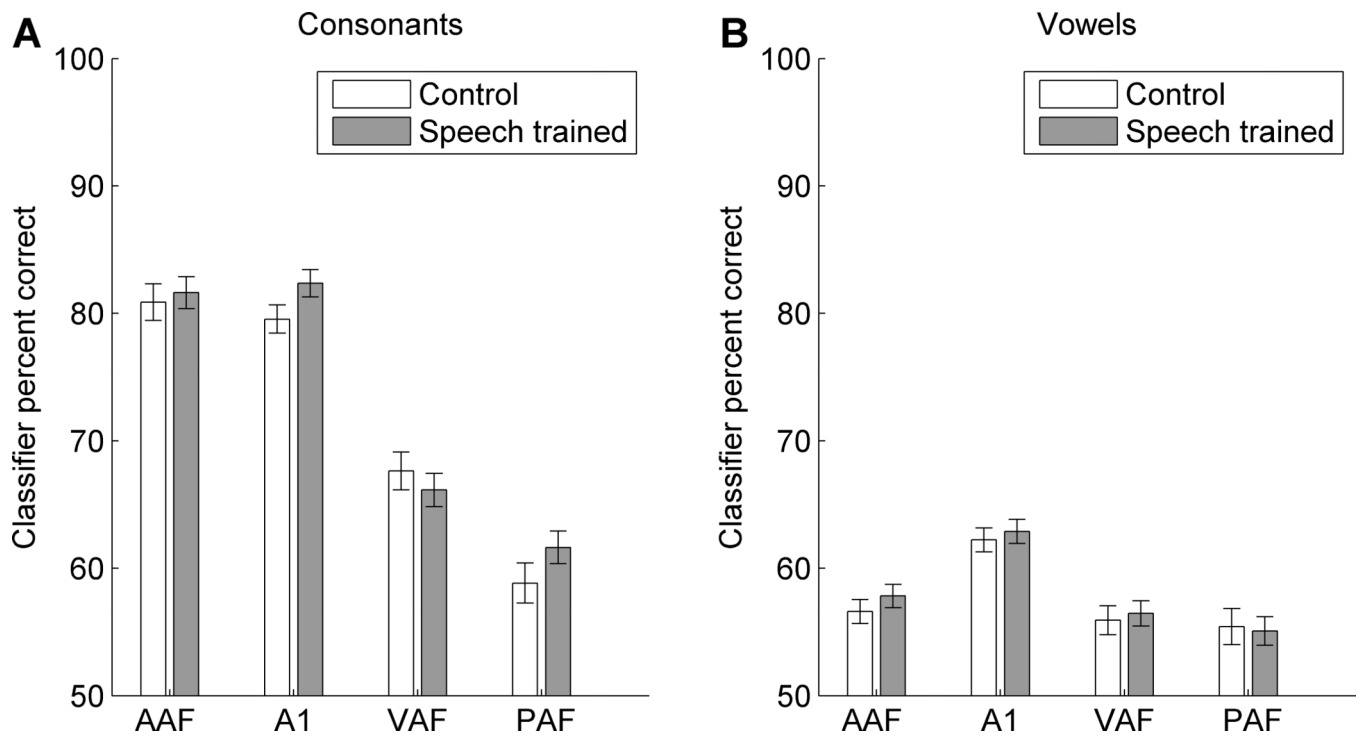 A
Consonants
Classifier percent correct
100
90
80
70
60
50
Control
Speech trained
AAF A1 VAF PAF
B
Vowels
Classifier percent correct
100
90
80
70
60
50
Control
Speech trained
AAF A1 VAF PAF